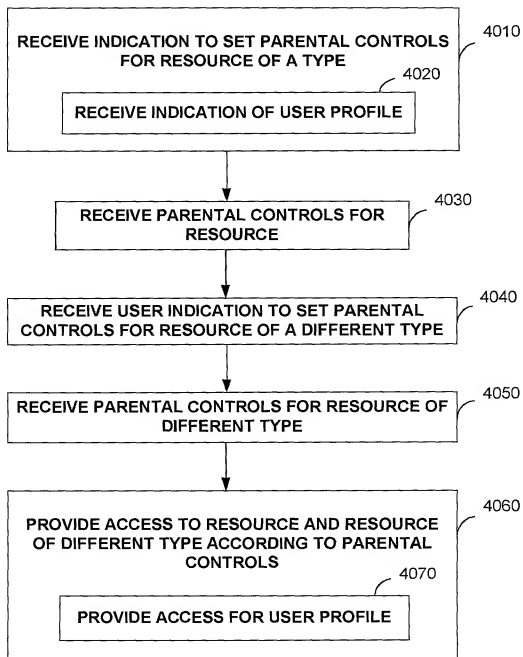 RECEIVE INDICATION TO SET PARENTAL CONTROLS
FOR RESOURCE OF A TYPE
4010
4020
RECEIVE INDICATION OF USER PROFILE
RECEIVE PARENTAL CONTROLS FOR
RESOURCE
4030
RECEIVE USER INDICATION TO SET PARENTAL
CONTROLS FOR RESOURCE OF A DIFFERENT TYPE
4040
RECEIVE PARENTAL CONTROLS FOR RESOURCE OF
DIFFERENT TYPE
4050
PROVIDE ACCESS TO RESOURCE AND RESOURCE
OF DIFFERENT TYPE ACCORDING TO PARENTAL
CONTROLS
4060
4070
PROVIDE ACCESS FOR USER PROFILE